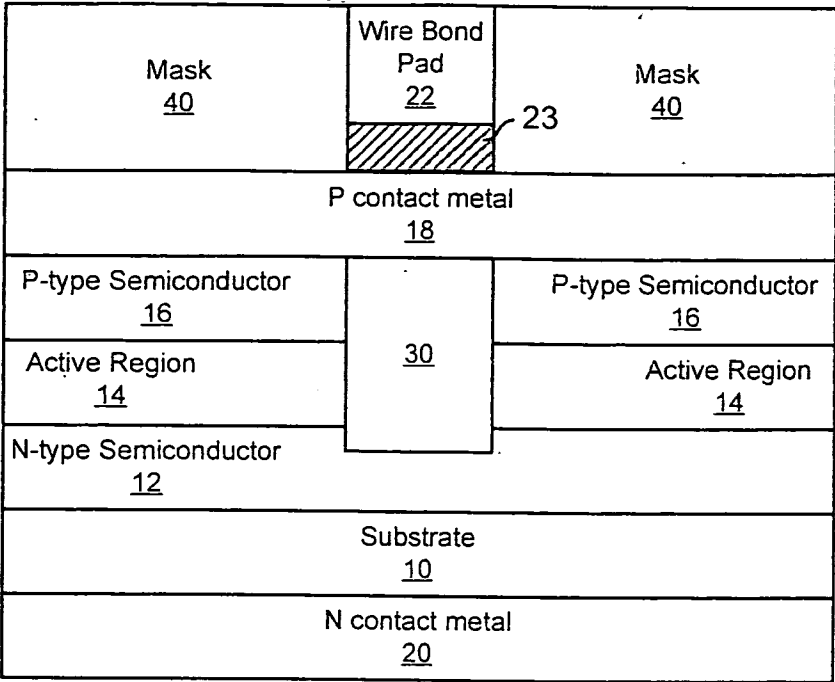 Mask
40
Wire Bond
Pad
22
Mask
40
23
P contact metal
18
P-type Semiconductor
16
P-type Semiconductor
16
30
Active Region
14
Active Region
14
N-type Semiconductor
12
Substrate
10
N contact metal
20